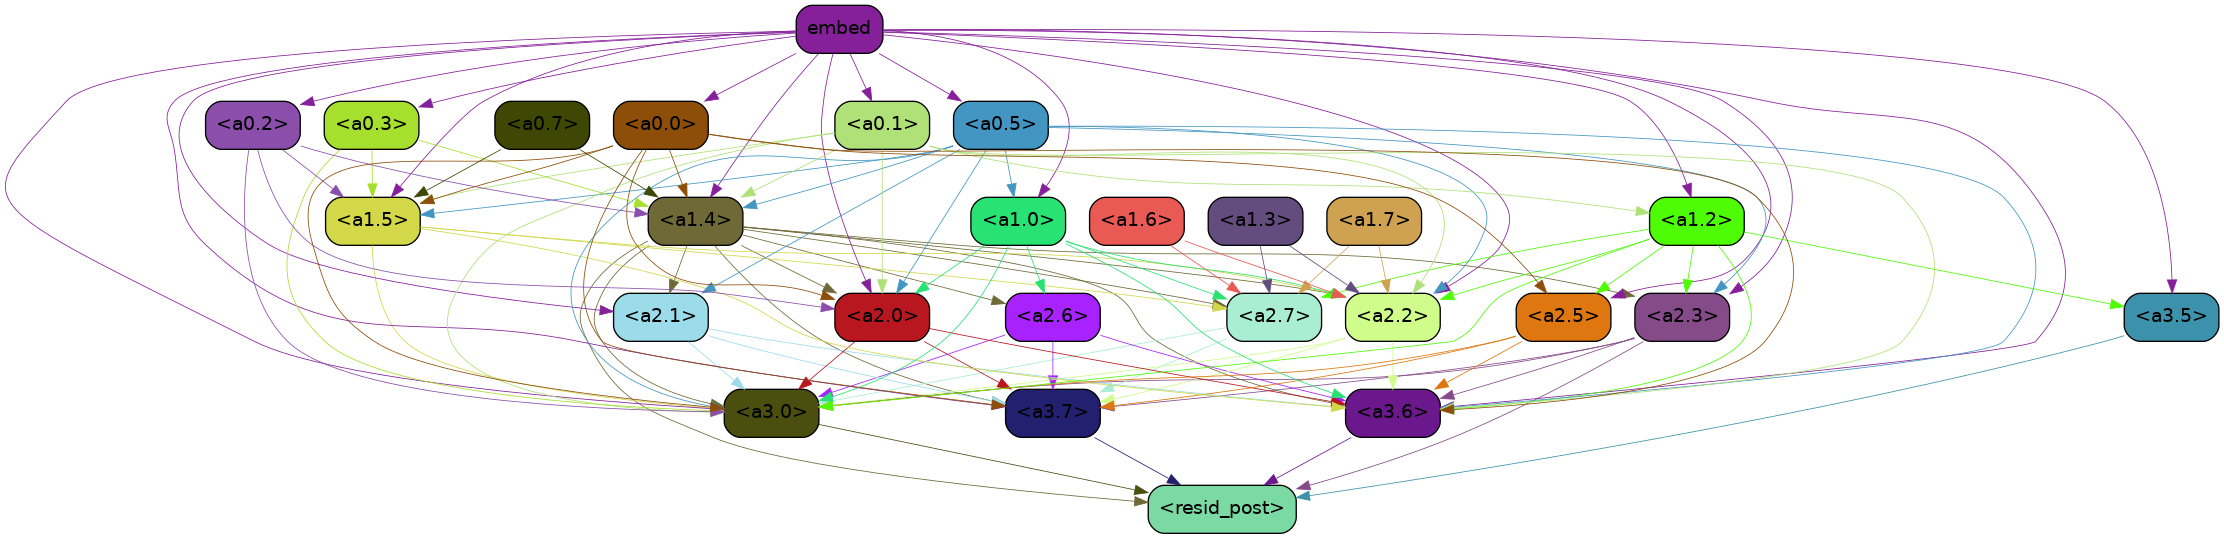 embed
<a0.2>
<a0.3>
<a0.7>
<a0.0>
<a0.1>
<a0.5>
<a1.5>
<a1.4>
<a1.0>
<a1.6>
<a1.3>
<a1.7>
<a1.2>
<a2.1>
<a2.0>
<a2.6>
<a2.7>
<a2.2>
<a2.5>
<a2.3>
<a3.5>
<a3.0>
<a3.7>
<a3.6>
<resid_post>